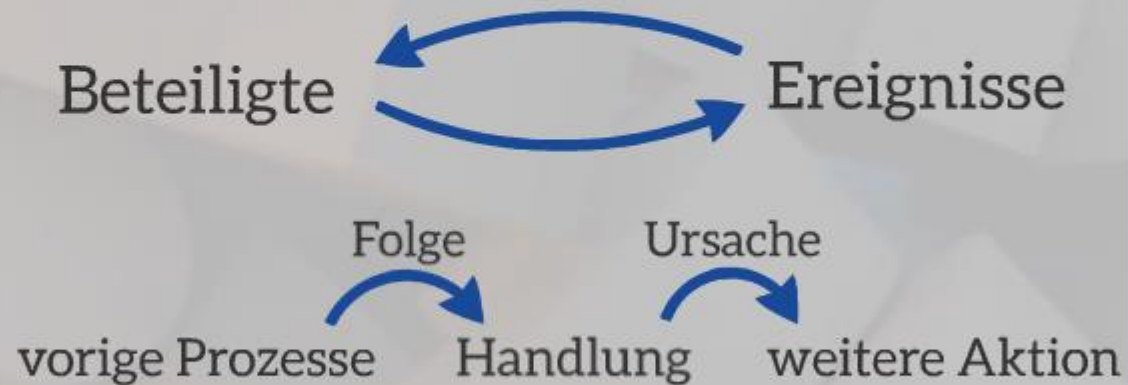 Beteiligte Ereignisse
Folge Ursache
vorige Prozesse Handlung weitere Aktion